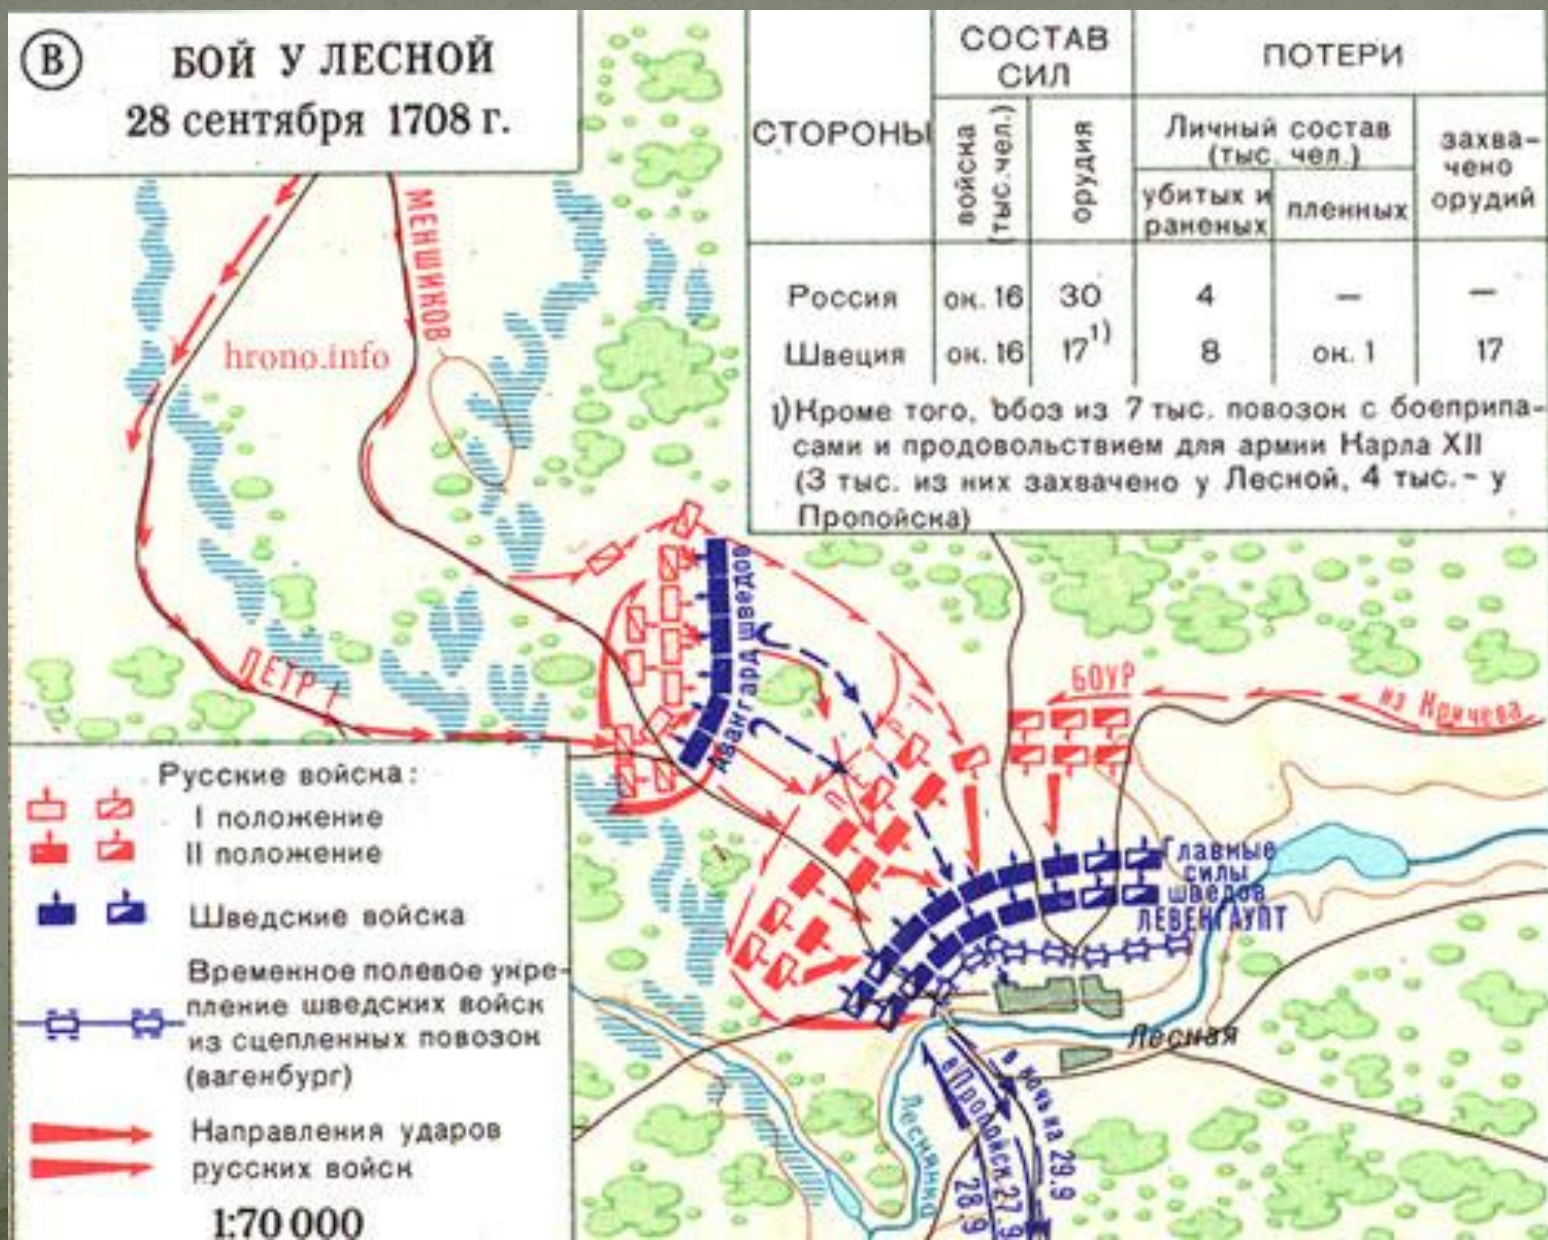 В
БОЙ У ЛЕСНОЙ
28 сентября 1708 г.
СТОРОНЫ
СОСТАВ
СИЛ
ПОТЕРИ
войска
(тыс.чел.)
орудия
Личный состав
(тыс. чел.)
убитых и
раненых
пленных
захва-
чено
орудий
Россия ок. 16 30 4 — —
Швеция ок. 16 17 1) 8 ок. 1 17
1) Кроме того, обоз из 7 тыс. повозок с боеприпа-
сами и продовольствием для армии Карла XII
(3 тыс. из них захвачено у Лесной, 4 тыс. - у
Пропойска)
МЕНШИКОВ
hrono.info
Авангард шведов
ПЕТР I
БОУР
из Кричева
П Е Т Р I
Главные
силы
шведов
ЛЕВЕНГАУПТ
Лесная
Леснянка
в Пропойск 27.9
28.9
в ночь на 29.9
Русские войска:
I положение
II положение
Шведские войска
Временное полевое укре-
пление шведских войск
из сцепленных повозок
(вагенбург)
Направления ударов
русских войск
1:70 000